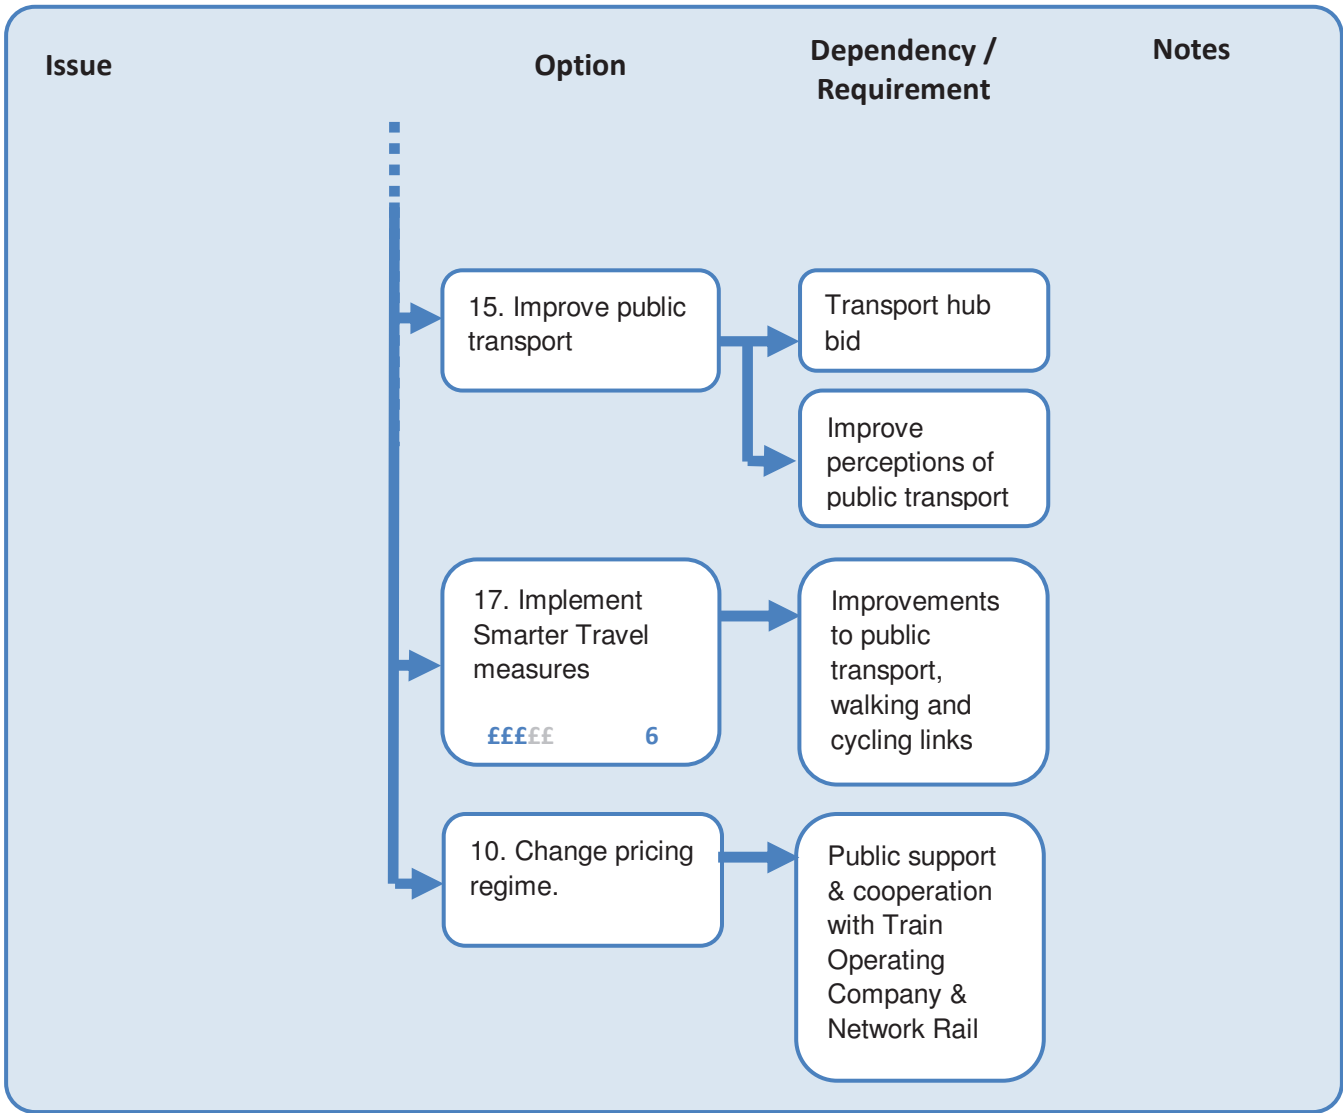 Issue
Option
Dependency /
Requirement
Notes
15. Improve public
transport
Transport hub
bid
Improve
perceptions of
public transport
17. Implement
Smarter Travel
measures
£££££ 6
Improvements
to public
transport,
walking and
cycling links
10. Change pricing
regime.
Public support
& cooperation
with Train
Operating
Company &
Network Rail